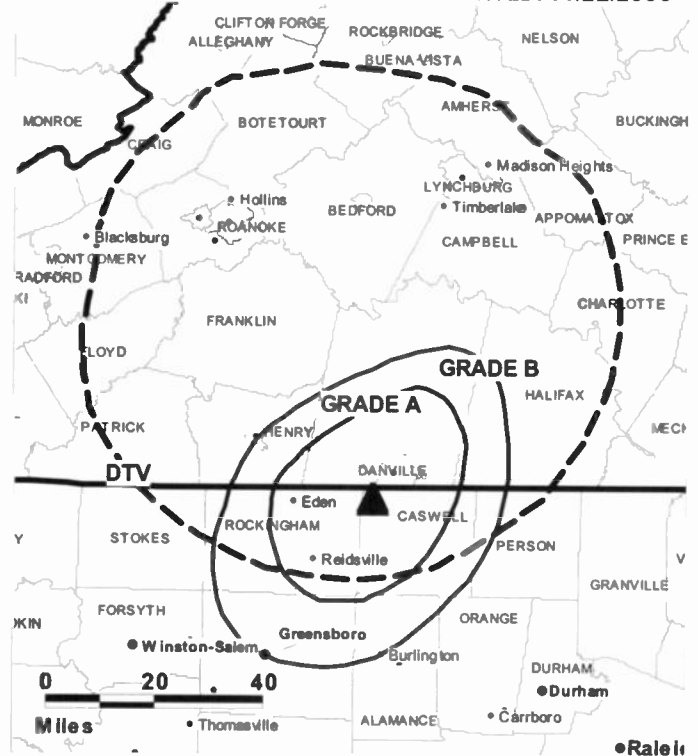 CLIFTON FORGE
ROCKBRIDGE
NELSON
ALLEGHANY
BUENA VISTA
AMHERST
MONROE
BOTETOURT
BUCKINGH
CRAIG
Madison Heights
LYNCHBURG
Hollins
BEDFORD
Timberlake
APPOMATTOX
ROANOKE
Blacksburg
CAMPBELL
PRINCE E
MONTGOMERY
RADFORD
KI
CHARLOTTE
FRANKLIN
FLOYD
GRADE B
HALIFAX
GRADE A
PATRICK
HENRY
MECK
DANVILLE
DTV
Eden
CASWELL
ROCKINGHAM
Y
STOKES
PERSON
Reidsville
V
GRANVILLE
FORSYTH
DKIN
ORANGE
Greensboro
Winston-Salem
Burlington
DURHAM
0 20 40
Durham
Miles
Thomasville
ALAMANCE
Carrboro
Raleig